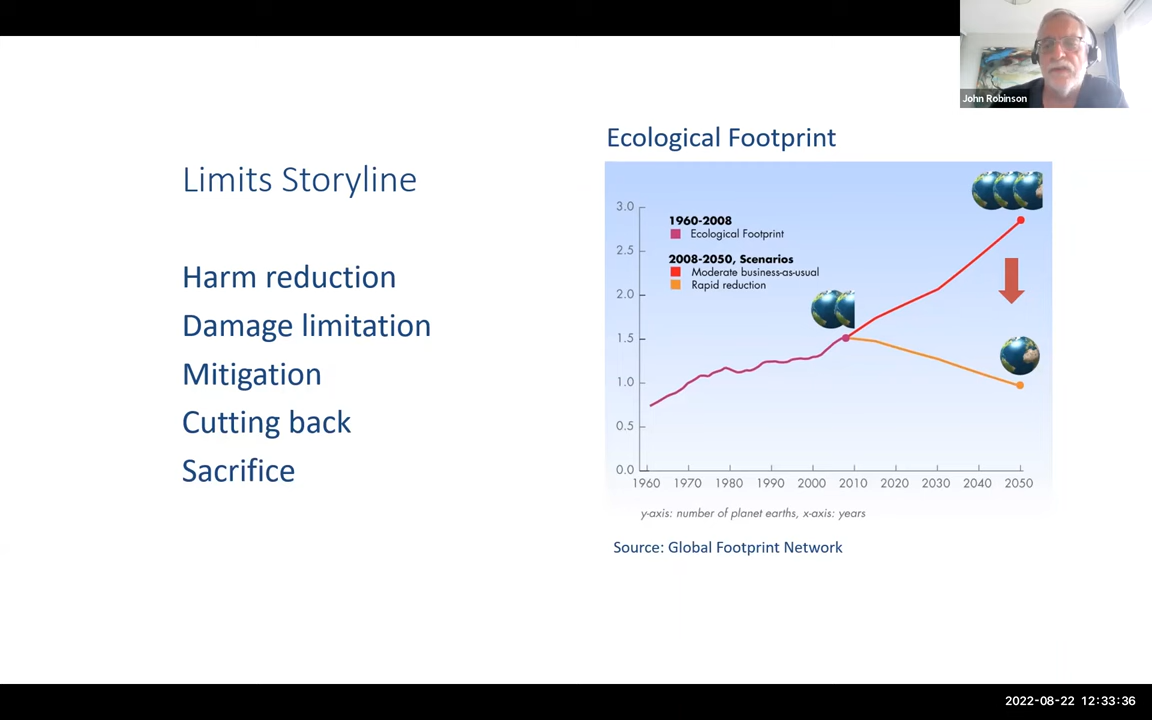 John Robinson
Ecological Footprint
Limits Storyline
Harm reduction
Damage limitation
Mitigation
Cutting back
Sacrifice
3.0
2.5
2.0
1.5
1.0
0.5
0.0
1960-2008
Ecological Footprint
2008-2050, Scenarios
Moderate business-as-usual
Rapid reduction
1960 1970 1980 1990 2000 2010 2020 2030 2040 2050
y-axis: number of planet earths, x-axis: years
Source: Global Footprint Network
2022-08-22 12:33:36